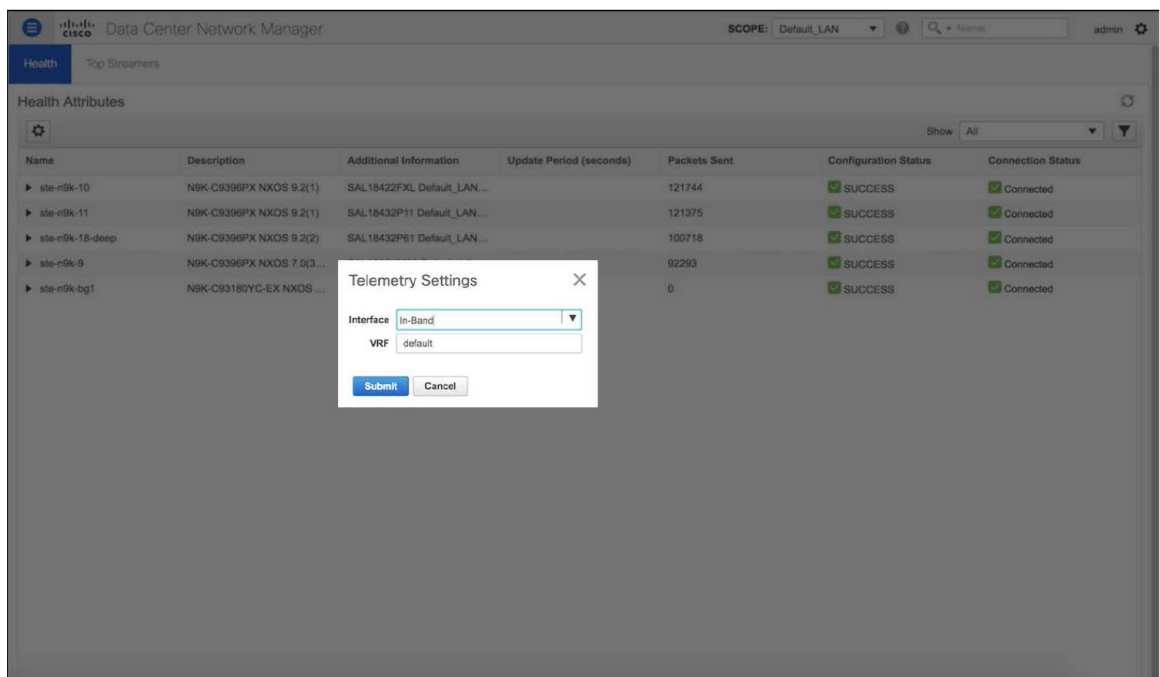 cisco Data Center Network Manager SCOPE: Default_LAN Name admin
Health Top Streamers
Health Attributes
Show All
Name Description Additional Information Update Period (seconds) Packets Sent Configuration Status Connection Status
ste-n9k-10 N9K-C9396PX NXOS 9.2(1) SAL18422FXL Default_LAN... 121744 SUCCESS Connected
ste-n9k-11 N9K-C9396PX NXOS 9.2(1) SAL18432P11 Default_LAN... 121375 SUCCESS Connected
ste-n9k-18-deep N9K-C9396PX NXOS 9.2(2) SAL18432P61 Default_LAN... 100718 SUCCESS Connected
ste-n9k-9 N9K-C9396PX NXOS 7.0(3... 92293 SUCCESS Connected
ste-n9k-bg1 N9K-C93180YC-EX NXOS ... 0 SUCCESS Connected
Telemetry Settings
Interface In-Band
VRF default
Submit Cancel